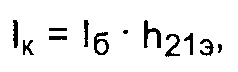 Iк = Iб · h21э,